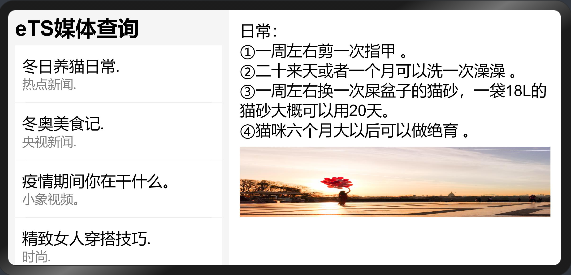 eTS媒体查询
冬日养猫日常.
热点新闻.
冬奥美食记.
央视新闻.
疫情期间你在干什么。
小象视频。
精致女人穿搭技巧.
时尚.
日常：
①一周左右剪一次指甲 。
②二十来天或者一个月可以洗一次澡澡 。
③一周左右换一次屎盆子的猫砂，一袋18L的
猫砂大概可以用20天。
④猫咪六个月大以后可以做绝育 。